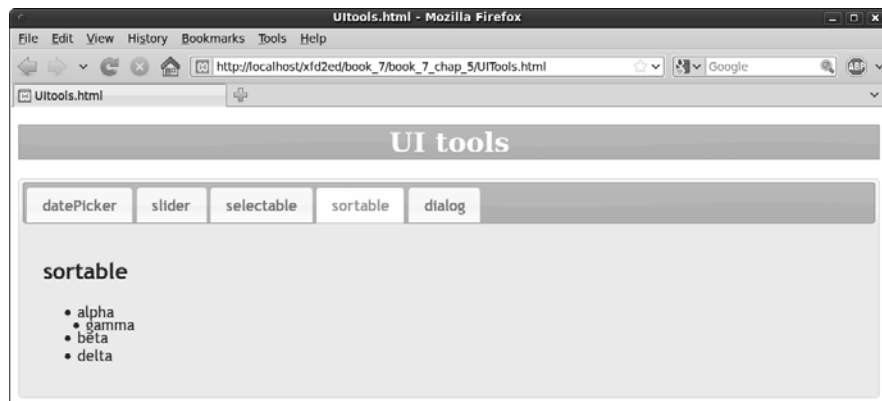 UItools.html - Mozilla Firefox
File Edit View History Bookmarks Tools Help
http://localhost/xfd2ed/book_7/book_7_chap_5/UITools.html Google ABP
UItools.html
UI tools
datePicker slider selectable sortable dialog
sortable
• alpha
• gamma
• beta
• delta